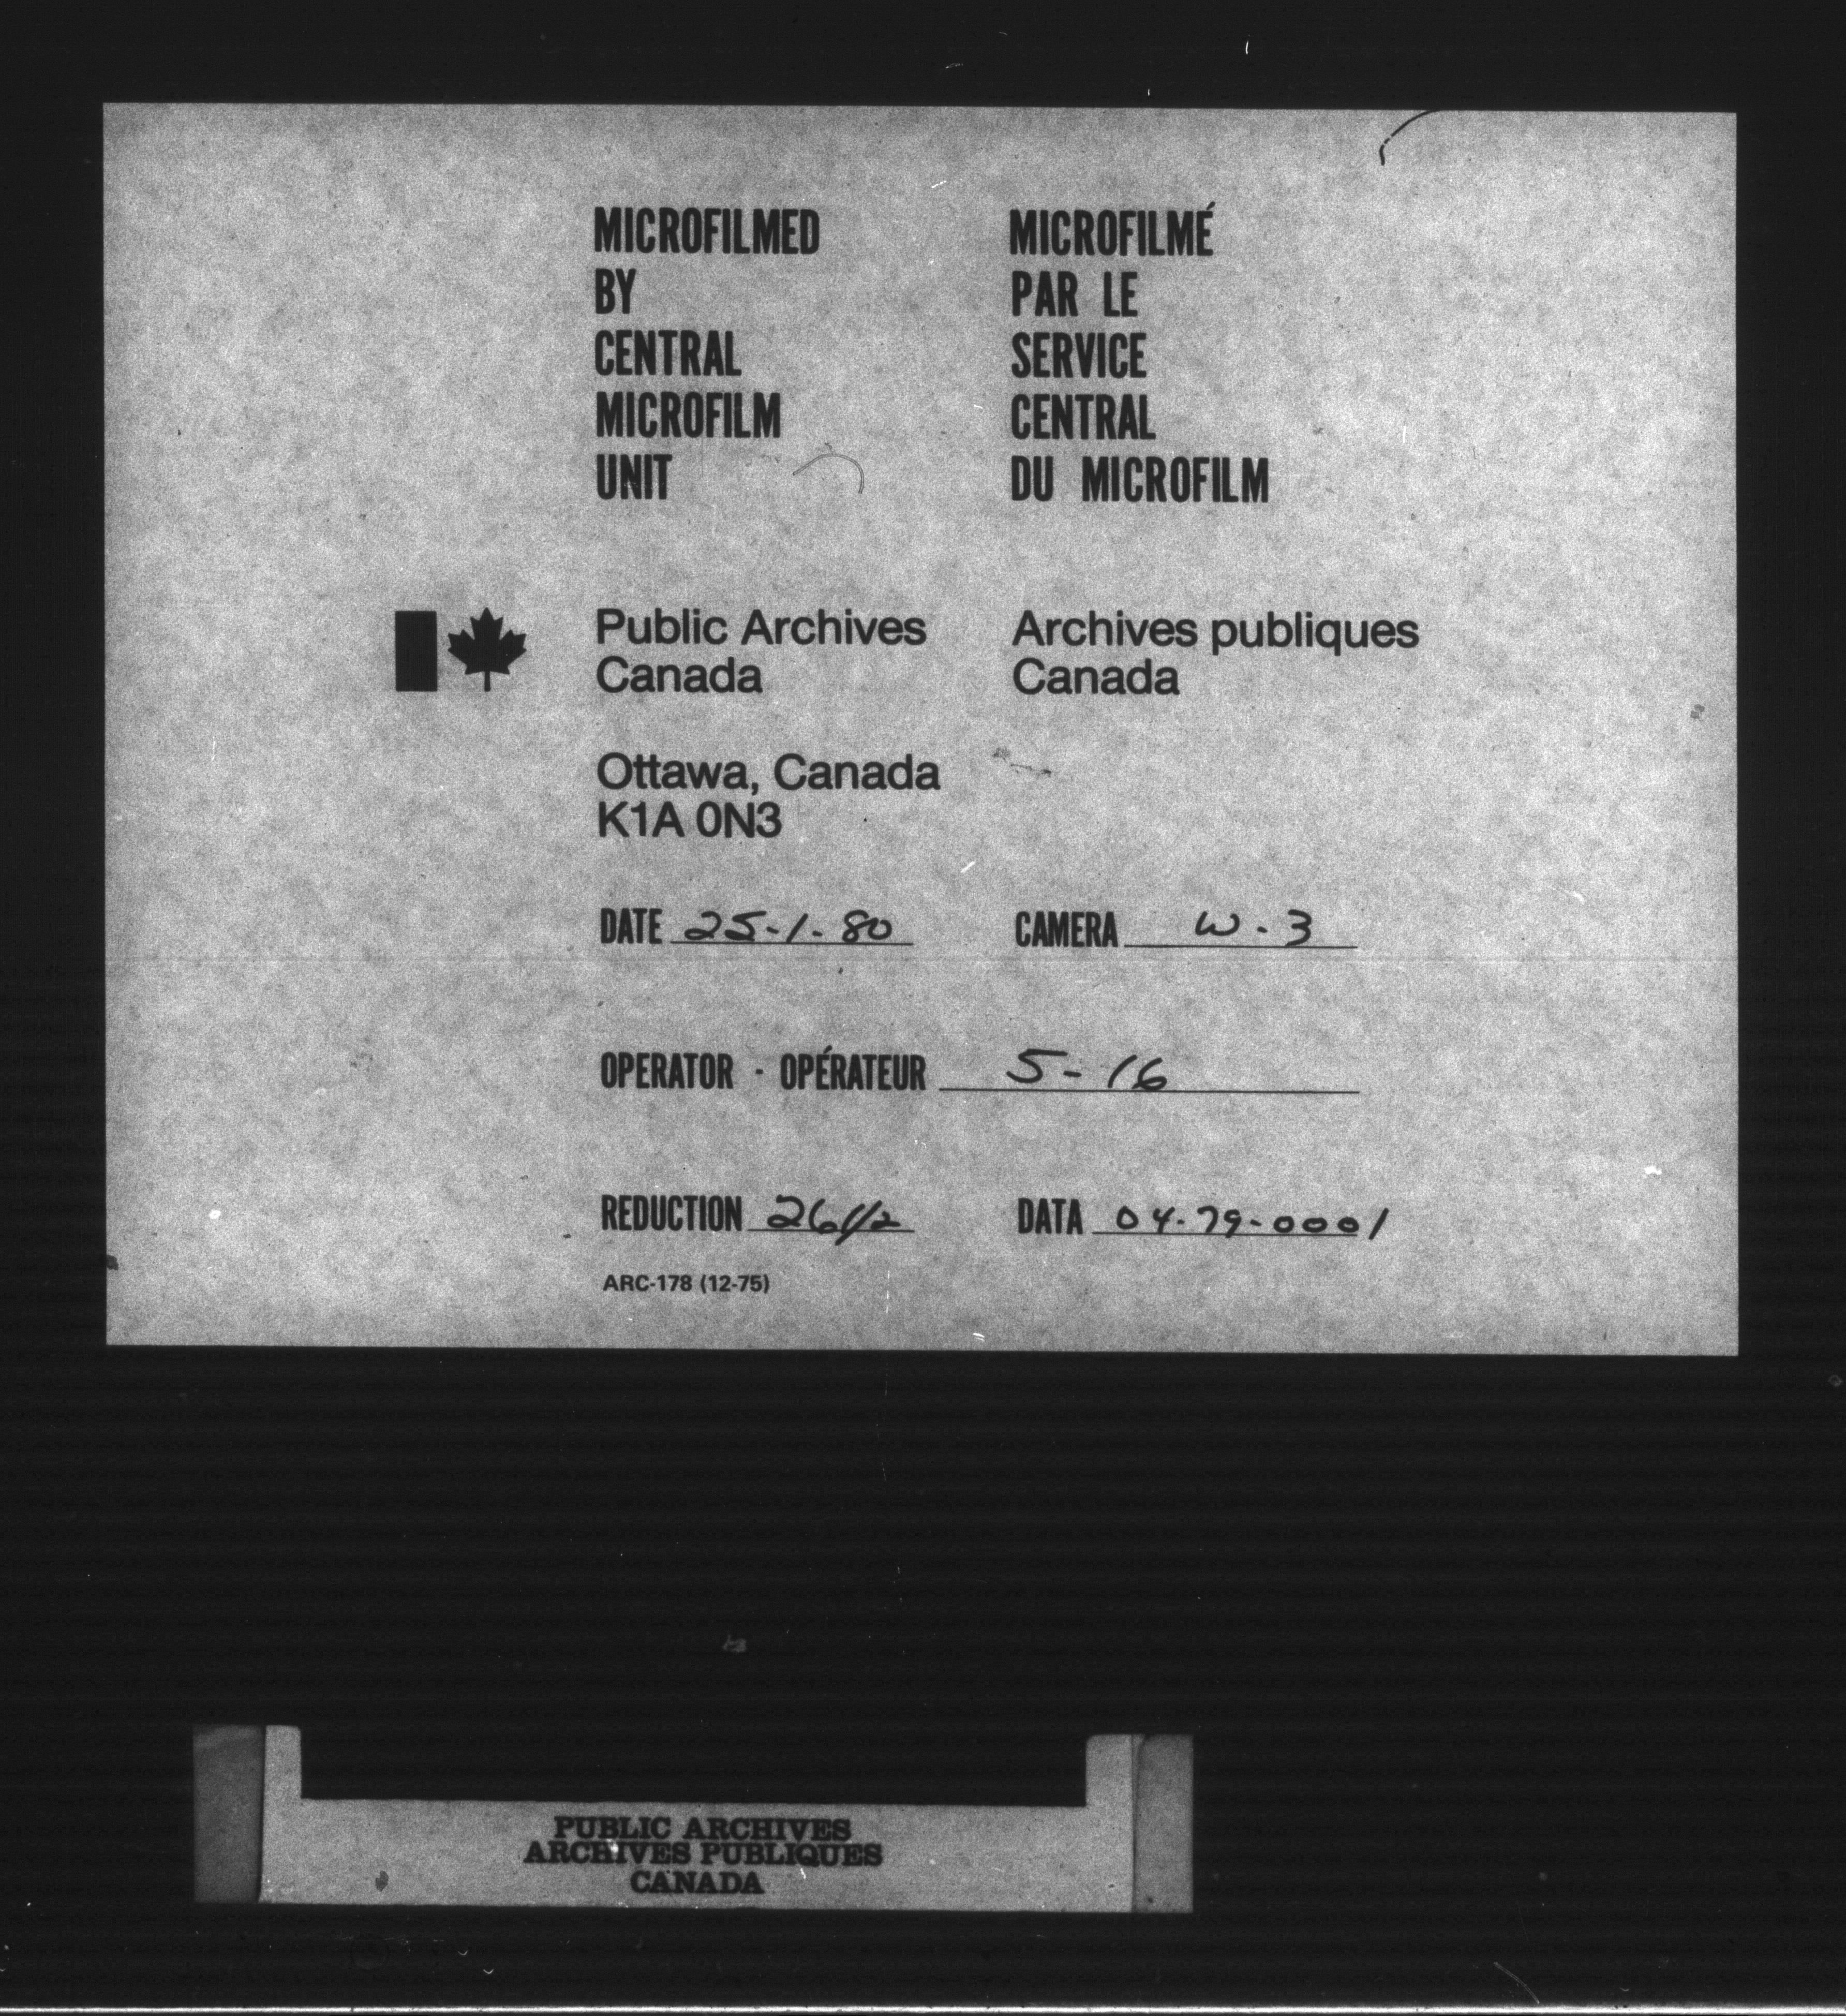 MICROFILMED
BY
CENTRAL
MICROFILM
UNIT
MICROFILMÉ
PAR LE
SERVICE
CENTRAL
DU MICROFILM
Public Archives
Canada
Archives publiques
Canada
Ottawa, Canada
K1A 0N3
DATE 25-1-80
CAMERA W-3
OPERATOR - OPÉRATEUR 5-16
REDUCTION 26 1/2
DATA 04-79-0001
ARC-178 (12-75)
PUBLIC ARCHIVES
ARCHIVES PUBLIQUES
CANADA